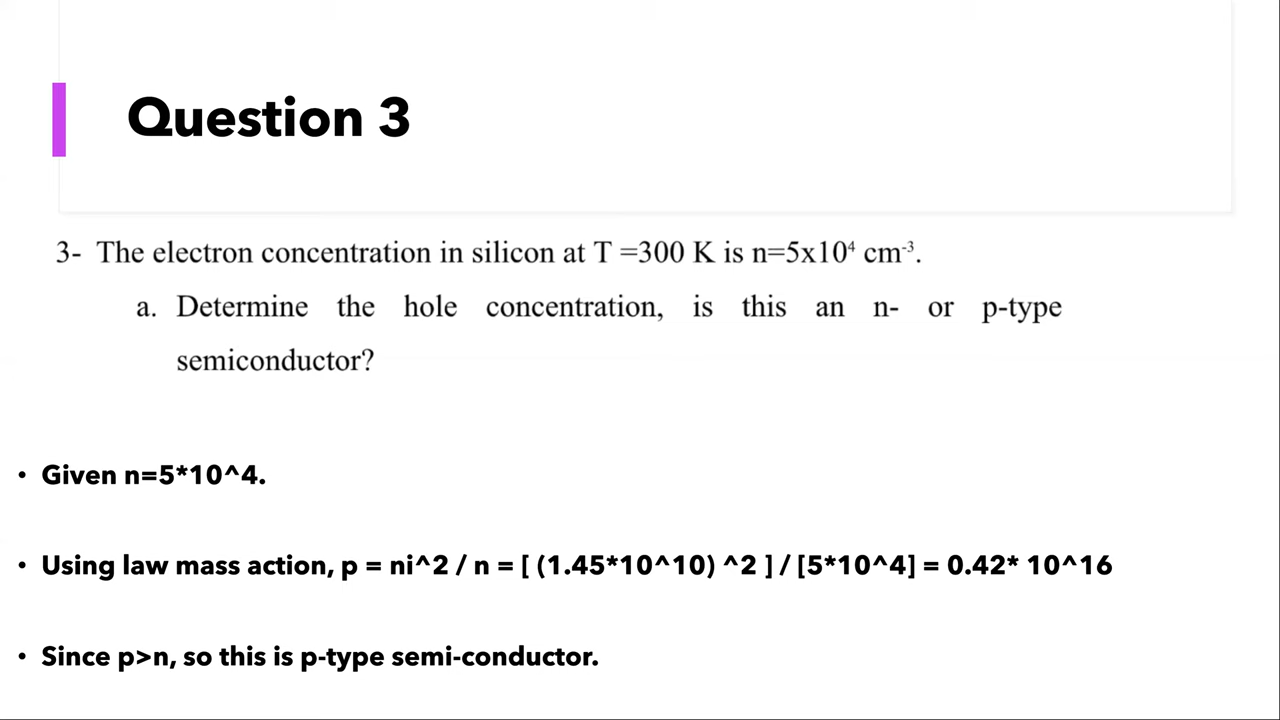 Question 3
3- The electron concentration in silicon at T =300 K is n=5x10⁴ cm⁻³.
a. Determine the hole concentration, is this an n- or p-type
semiconductor?
• Given n=5*10^4.
• Using law mass action, p = ni^2 / n = [ (1.45*10^10) ^2 ] / [5*10^4] = 0.42* 10^16
• Since p>n, so this is p-type semi-conductor.